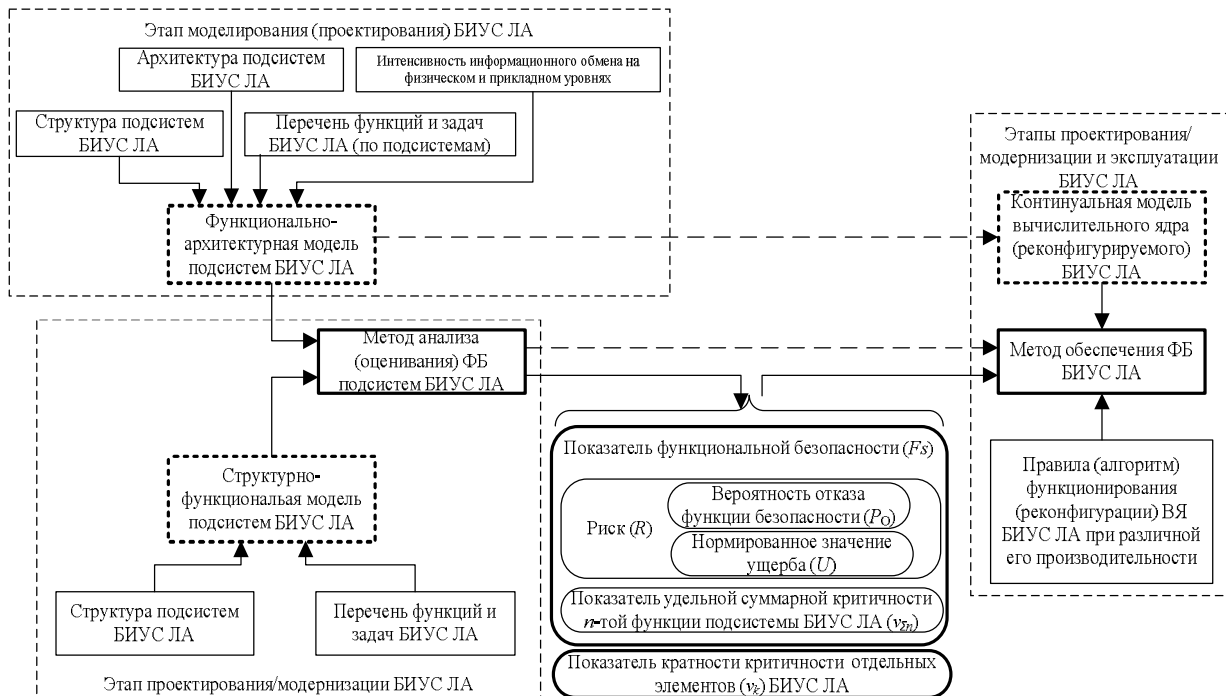 Этап моделирования (проектирования) БИУС ЛА
Архитектура подсистем
БИУС ЛА
Интенсивность информационного обмена на
физическом и прикладном уровнях
Структура подсистем
БИУС ЛА
Перечень функций и задач
БИУС ЛА (по подсистемам)
Функционально-
архитектурная модель
подсистем БИУС ЛА
Этапы проектирования/
модернизации и эксплуатации
БИУС ЛА
Континуальная модель
вычислительного ядра
(реконфигурируемого)
БИУС ЛА
Метод анализа
(оценивания) ФБ
подсистем БИУС ЛА
Метод обеспечения ФБ
БИУС ЛА
Структурно-
функциональая модель
подсистем БИУС ЛА
Структура подсистем
БИУС ЛА
Перечень функций и
задач БИУС ЛА
Этап проектирования/модернизации БИУС ЛА
Показатель функциональной безопасности (Fs)
Риск (R)
Вероятность отказа
функции безопасности (PО)
Нормированное значение
ущерба (U)
Показатель удельной суммарной критичности
n-той функции подсистемы БИУС ЛА (νΣn)
Показатель кратности критичности отдельных
элементов (νk) БИУС ЛА
Правила (алгоритм)
функционирования
(реконфигурации) ВЯ
БИУС ЛА при различной
его производительности